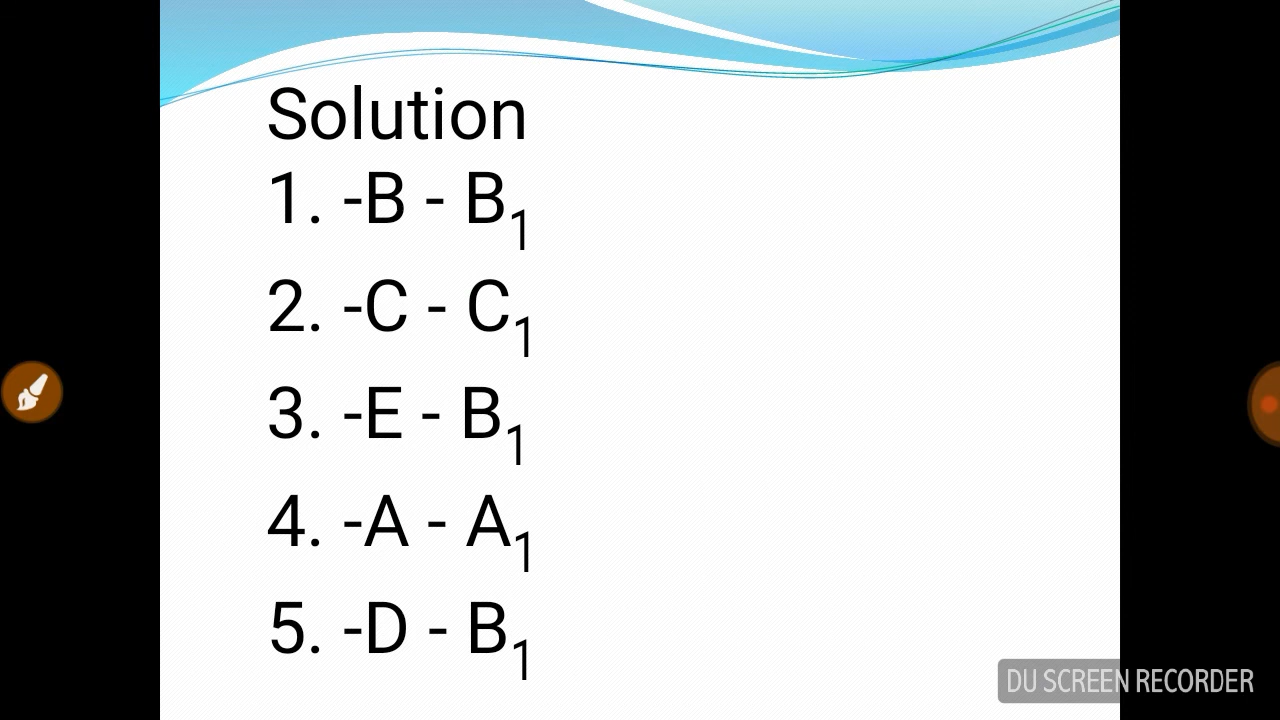 Solution
1. -B - B₁
2. -C - C₁
3. -E - B₁
4. -A - A₁
5. -D - B₁
DU SCREEN RECORDER